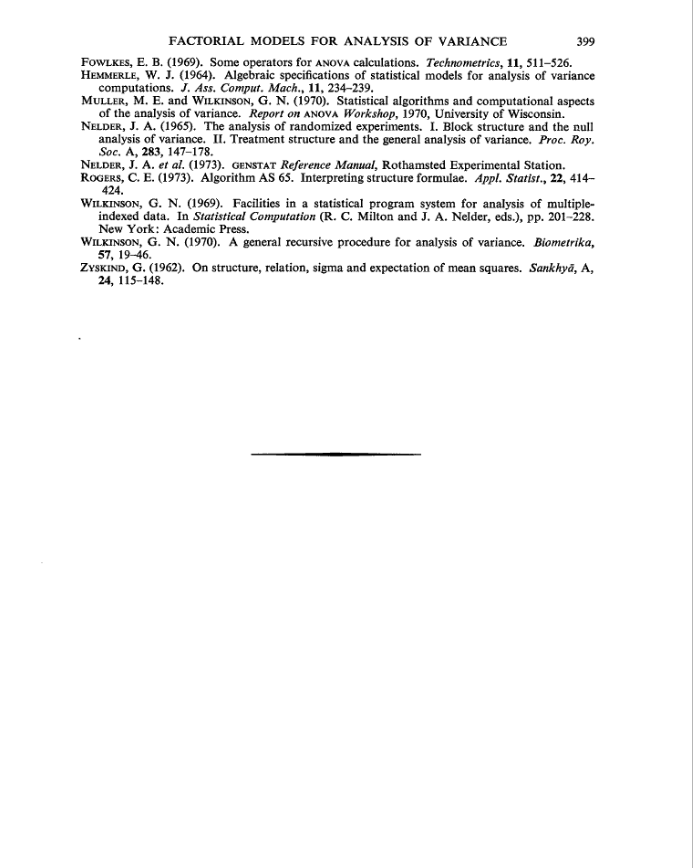 FACTORIAL MODELS FOR ANALYSIS OF VARIANCE 399
FOWLKES, E. B. (1969). Some operators for ANOVA calculations. Technometrics, 11, 511–526.
HEMMERLE, W. J. (1964). Algebraic specifications of statistical models for analysis of variance
computations. J. Ass. Comput. Mach., 11, 234–239.
MULLER, M. E. and WILKINSON, G. N. (1970). Statistical algorithms and computational aspects
of the analysis of variance. Report on ANOVA Workshop, 1970, University of Wisconsin.
NELDER, J. A. (1965). The analysis of randomized experiments. I. Block structure and the null
analysis of variance. II. Treatment structure and the general analysis of variance. Proc. Roy.
Soc. A, 283, 147–178.
NELDER, J. A. et al. (1973). GENSTAT Reference Manual, Rothamsted Experimental Station.
ROGERS, C. E. (1973). Algorithm AS 65. Interpreting structure formulae. Appl. Statist., 22, 414–
424.
WILKINSON, G. N. (1969). Facilities in a statistical program system for analysis of multiple-
indexed data. In Statistical Computation (R. C. Milton and J. A. Nelder, eds.), pp. 201–228.
New York: Academic Press.
WILKINSON, G. N. (1970). A general recursive procedure for analysis of variance. Biometrika,
57, 19–46.
ZYSKIND, G. (1962). On structure, relation, sigma and expectation of mean squares. Sankhyā, A,
24, 115–148.